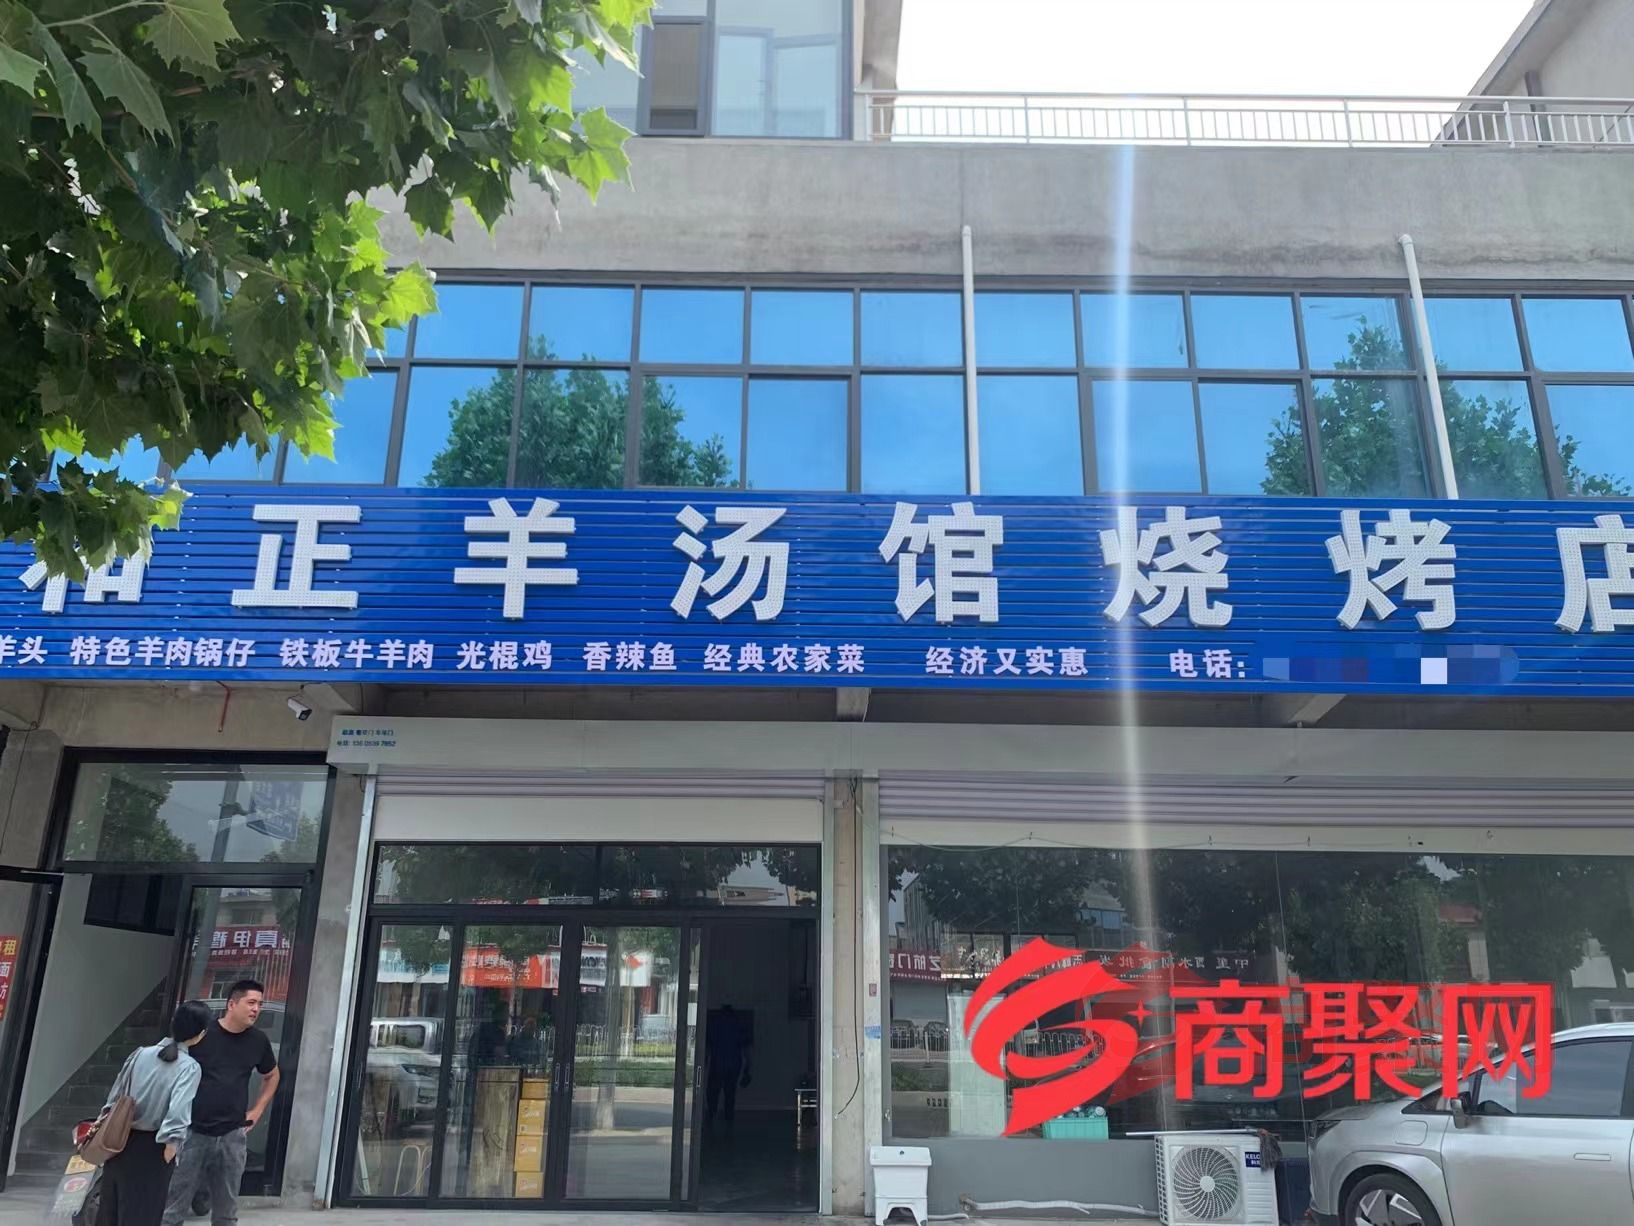 和正羊汤馆烧烤店
羊头 特色羊肉锅仔 铁板牛羊肉 光棍鸡 香辣鱼 经典农家菜 经济又实惠 电话:
商聚网